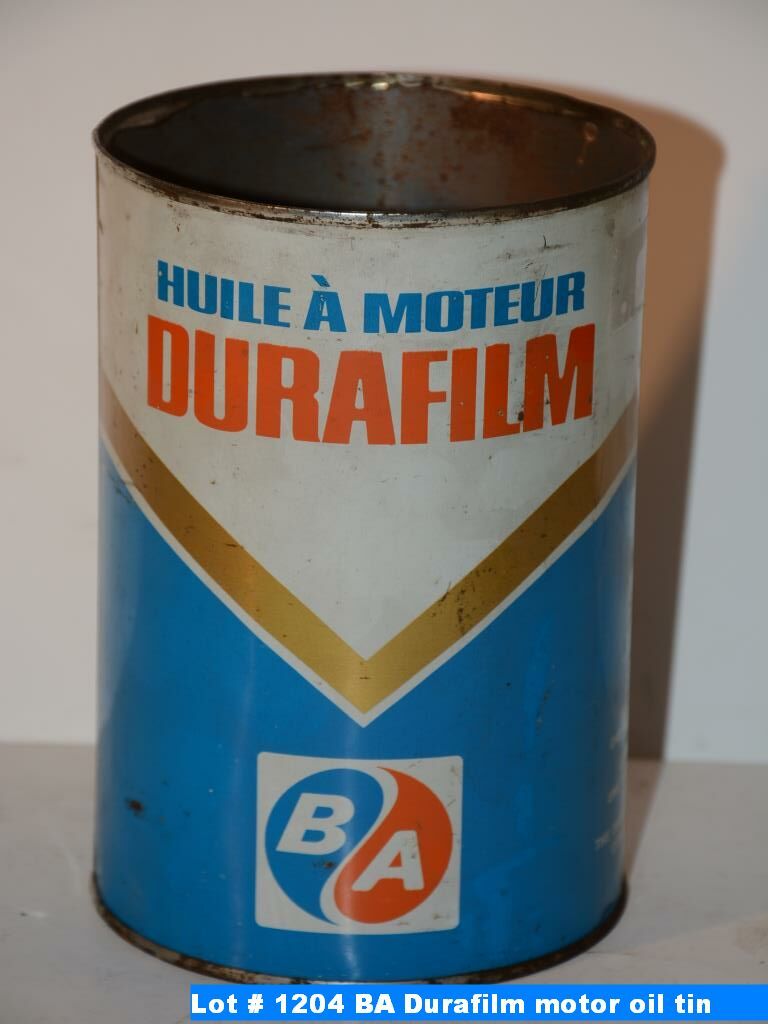 HUILE À MOTEUR
DURAFILM
BA
Lot # 1204 BA Durafilm motor oil tin